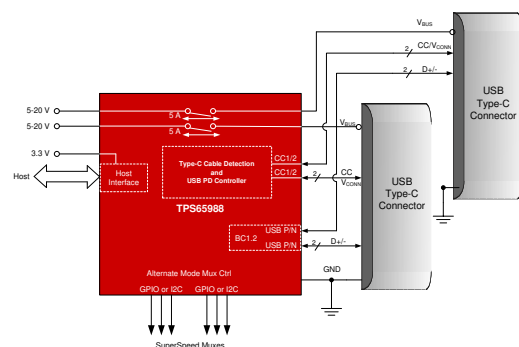 VBUS
2 CC/VCONN
2 D+/-
USB
Type-C
Connector
5-20 V
5 A
5-20 V
5 A
VBUS
3.3 V
Host
Host
Interface
Type-C Cable Detection
and
USB PD Controller
CC1/2
CC1/2
2 CC
VCONN
USB
Type-C
Connector
TPS65988
BC1.2
USB P/N
USB P/N
2 D+/-
GND
Alternate Mode Mux Ctrl
GPIO or I2C GPIO or I2C
SuperSpeed Muxes